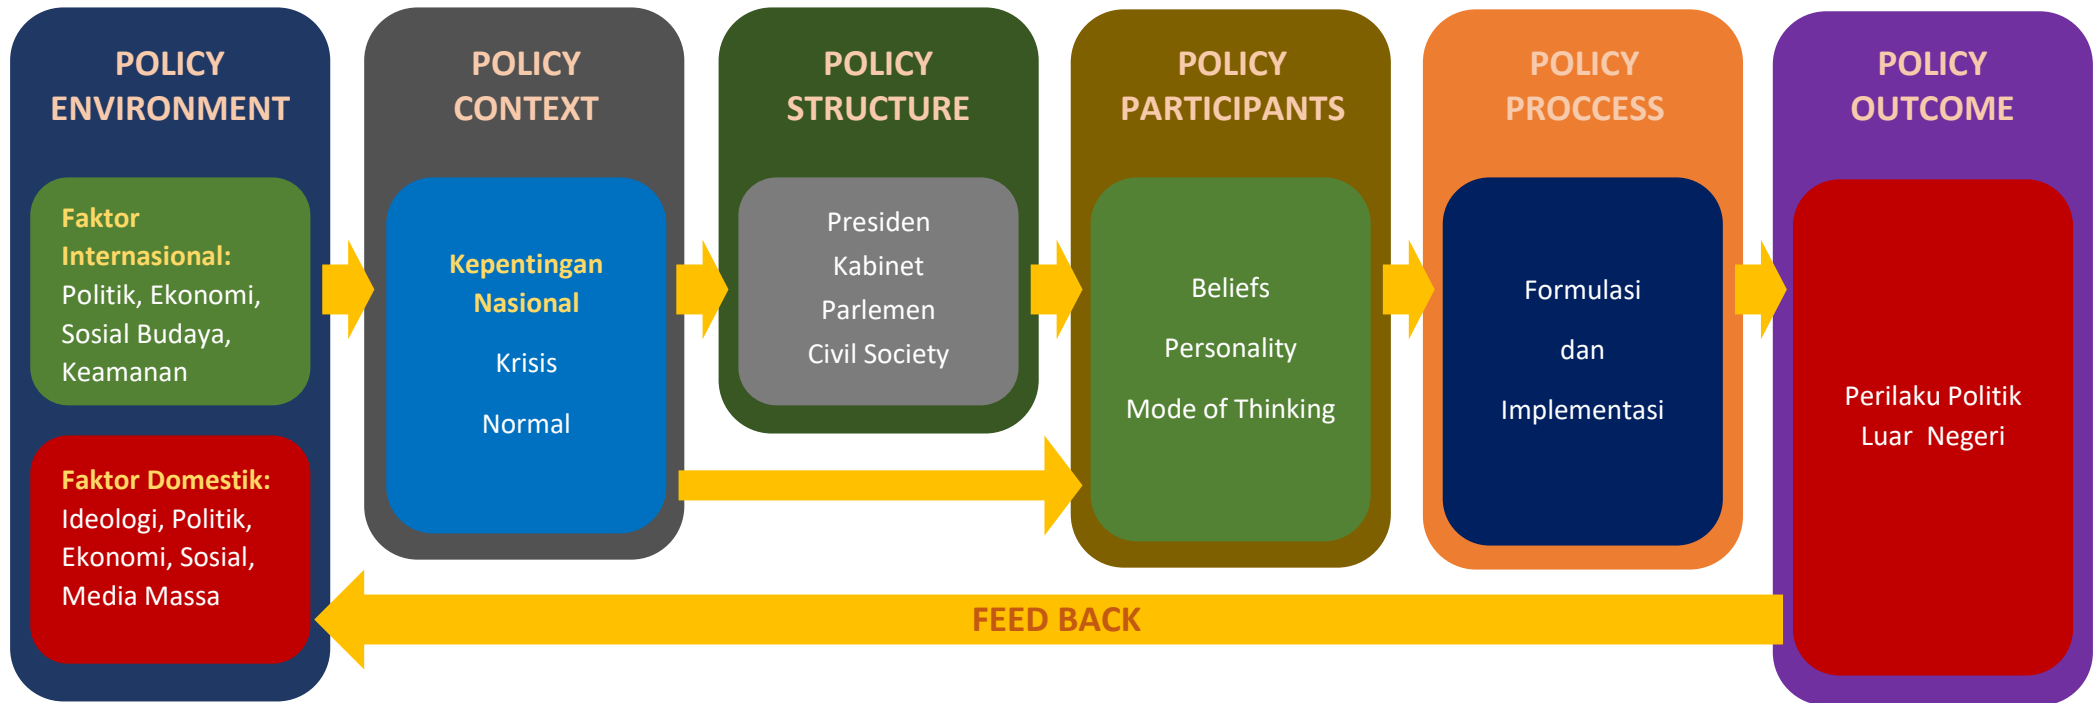 POLICY
ENVIRONMENT
Faktor
Internasional:
Politik, Ekonomi,
Sosial Budaya,
Keamanan
Faktor Domestik:
Ideologi, Politik,
Ekonomi, Sosial,
Media Massa
POLICY
CONTEXT
Kepentingan
Nasional
Krisis
Normal
POLICY
STRUCTURE
Presiden
Kabinet
Parlemen
Civil Society
POLICY
PARTICIPANTS
Beliefs
Personality
Mode of Thinking
POLICY
PROCCESS
Formulasi
dan
Implementasi
POLICY
OUTCOME
Perilaku Politik
Luar  Negeri
FEED BACK